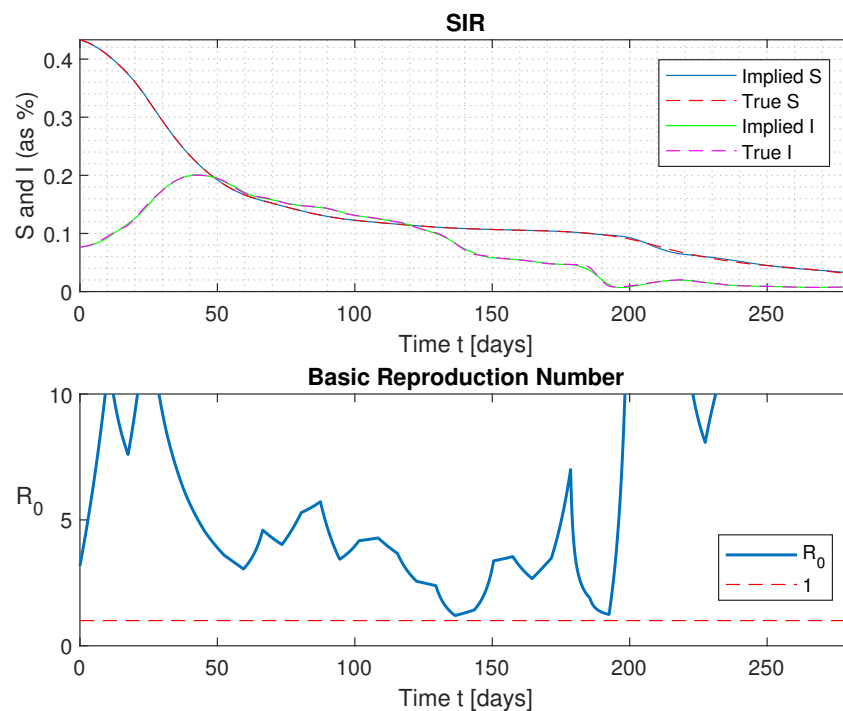 SIR
S and I (as %)
0.4
0.3
0.2
0.1
0
Implied S
True S
Implied I
True I
0 50 100 150 200 250
Time t [days]
Basic Reproduction Number
R₀
10
5
0
R₀
1
0 50 100 150 200 250
Time t [days]